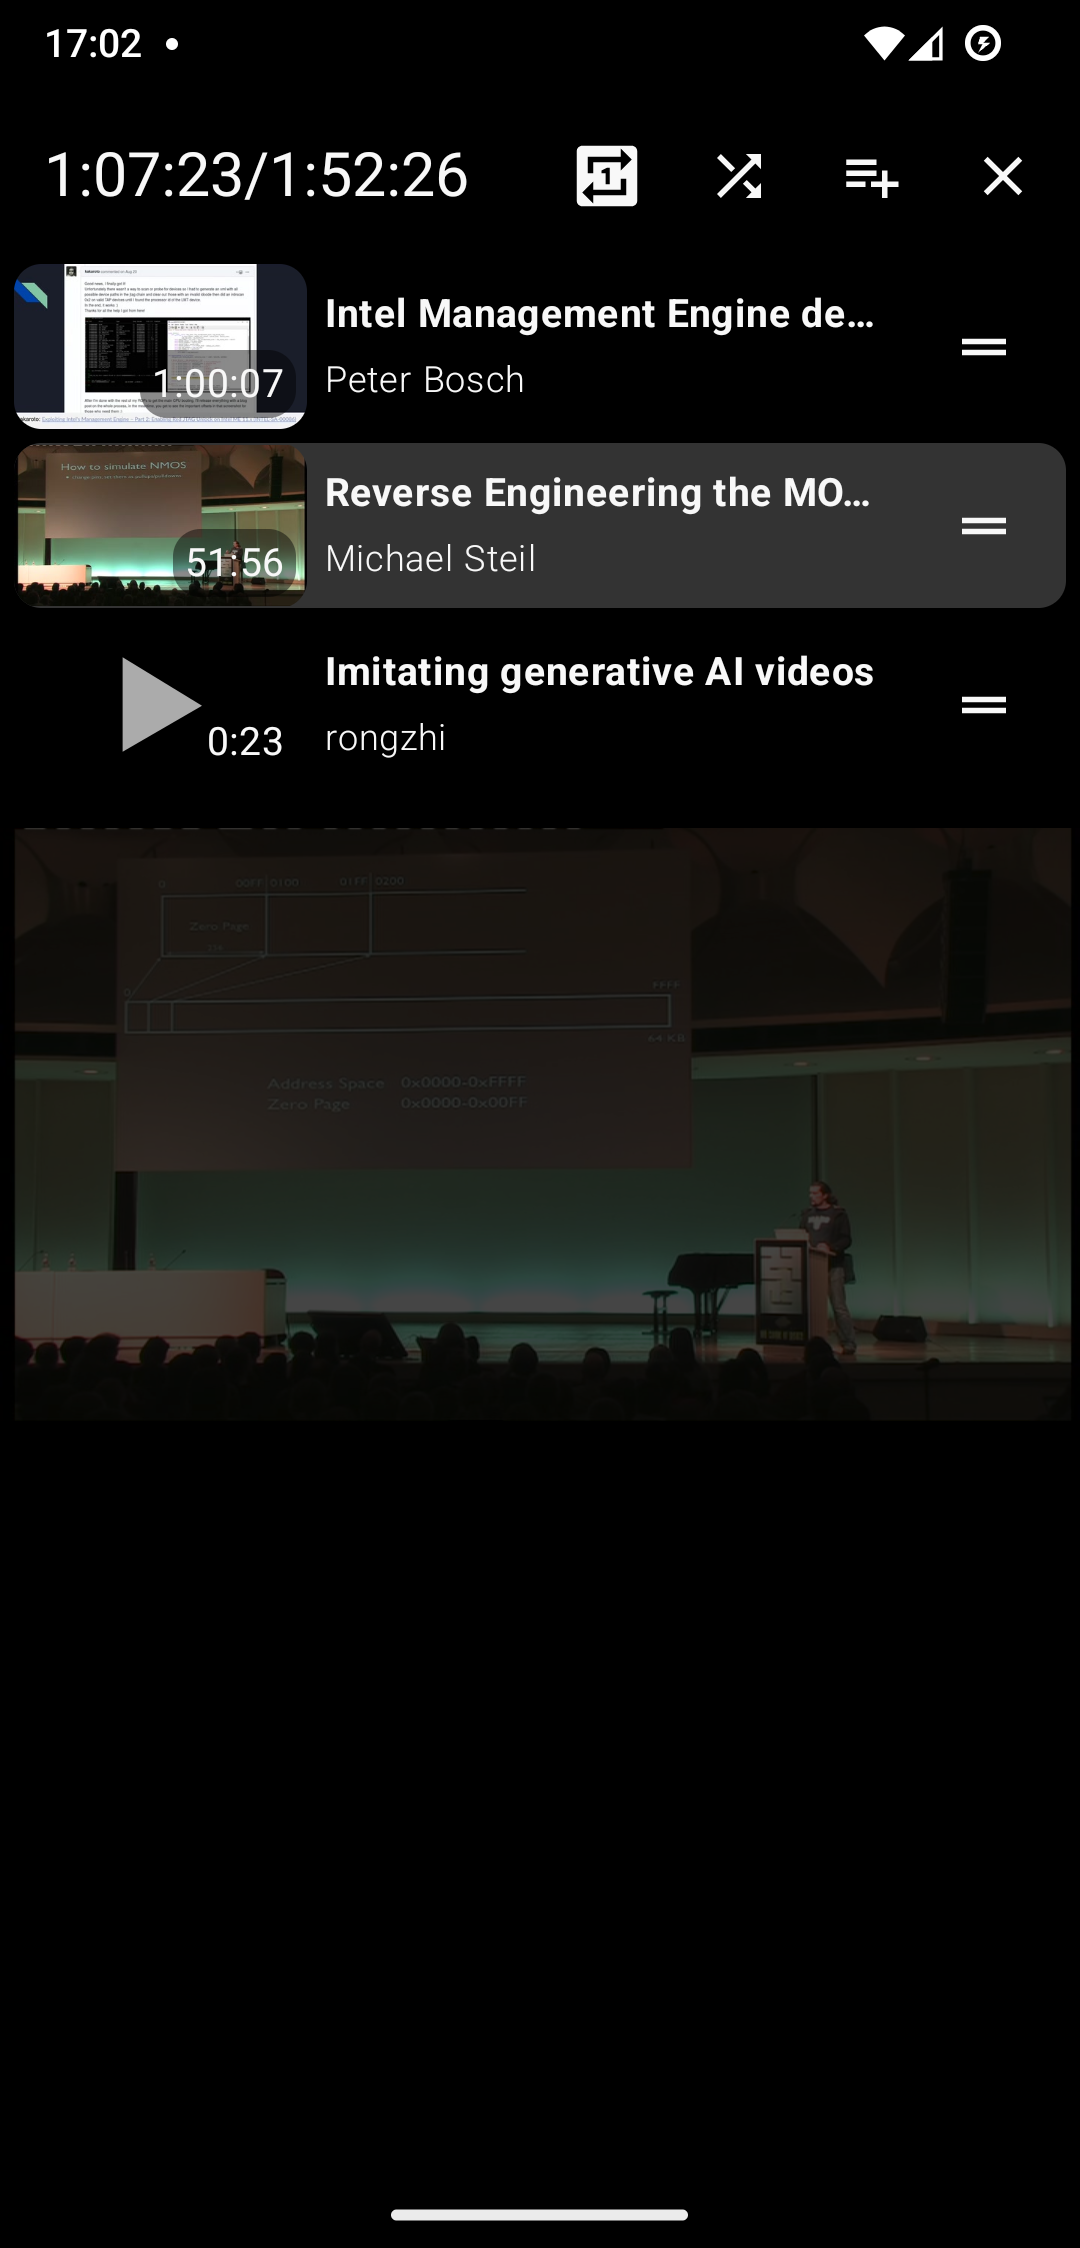 17:02
1:07:23/1:52:26
1
Intel Management Engine de...
1:00:07
Peter Bosch
How to simulate NMOS
Reverse Engineering the MO...
51:56
Michael Steil
Imitating generative AI videos
0:23
rongzhi
0 00FF 0100 01FF 0200
Zero Page
0
FFFF
64 KB
Address Space 0x0000-0xFFFF
Zero Page 0x0000-0x00FF